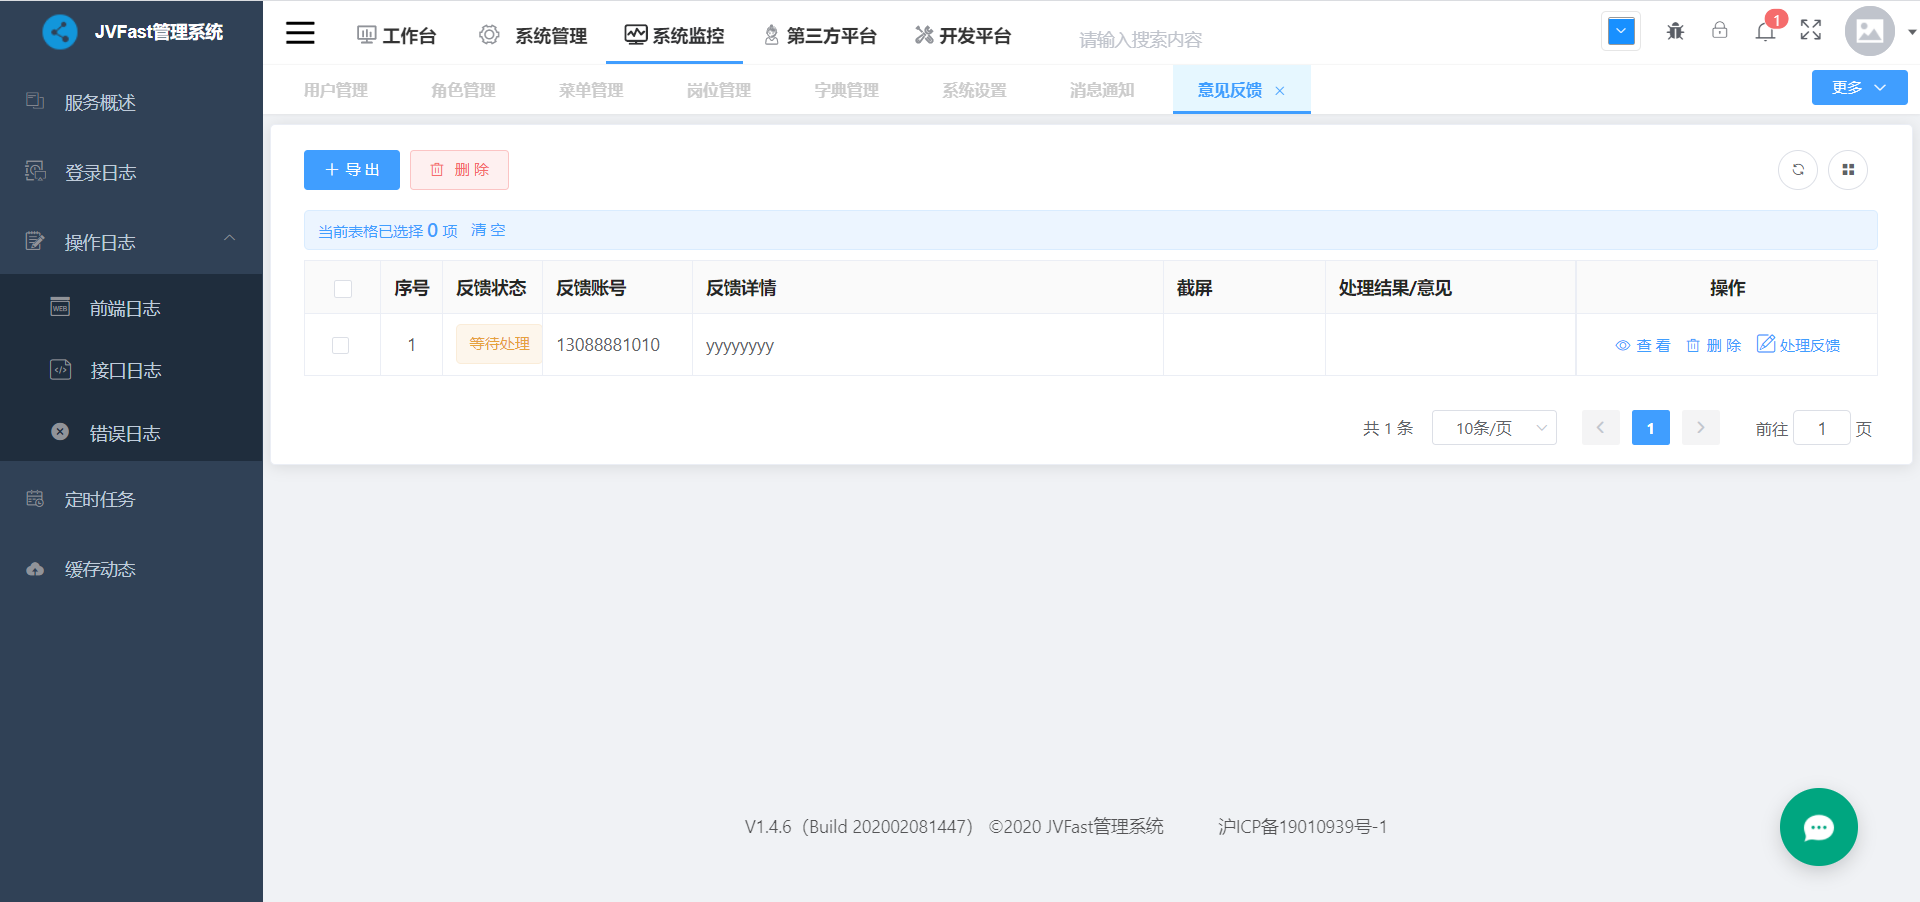 JVFast管理系统
工作台 系统管理 系统监控 第三方平台 开发平台 请输入搜索内容 1
用户管理 角色管理 菜单管理 岗位管理 字典管理 系统设置 消息通知 意见反馈 更多
服务概述
登录日志
操作日志
前端日志
WEB
接口日志
错误日志
定时任务
缓存动态
导 出 删 除
当前表格已选择 0 项 清 空
序号 反馈状态 反馈账号 反馈详情 截屏 处理结果/意见 操作
1 等待处理 13088881010 yyyyyyyy 查 看 删 除 处理反馈
共 1 条 10条/页 1 前往 1 页
V1.4.6（Build 202002081447） ©2020 JVFast管理系统 沪ICP备19010939号-1